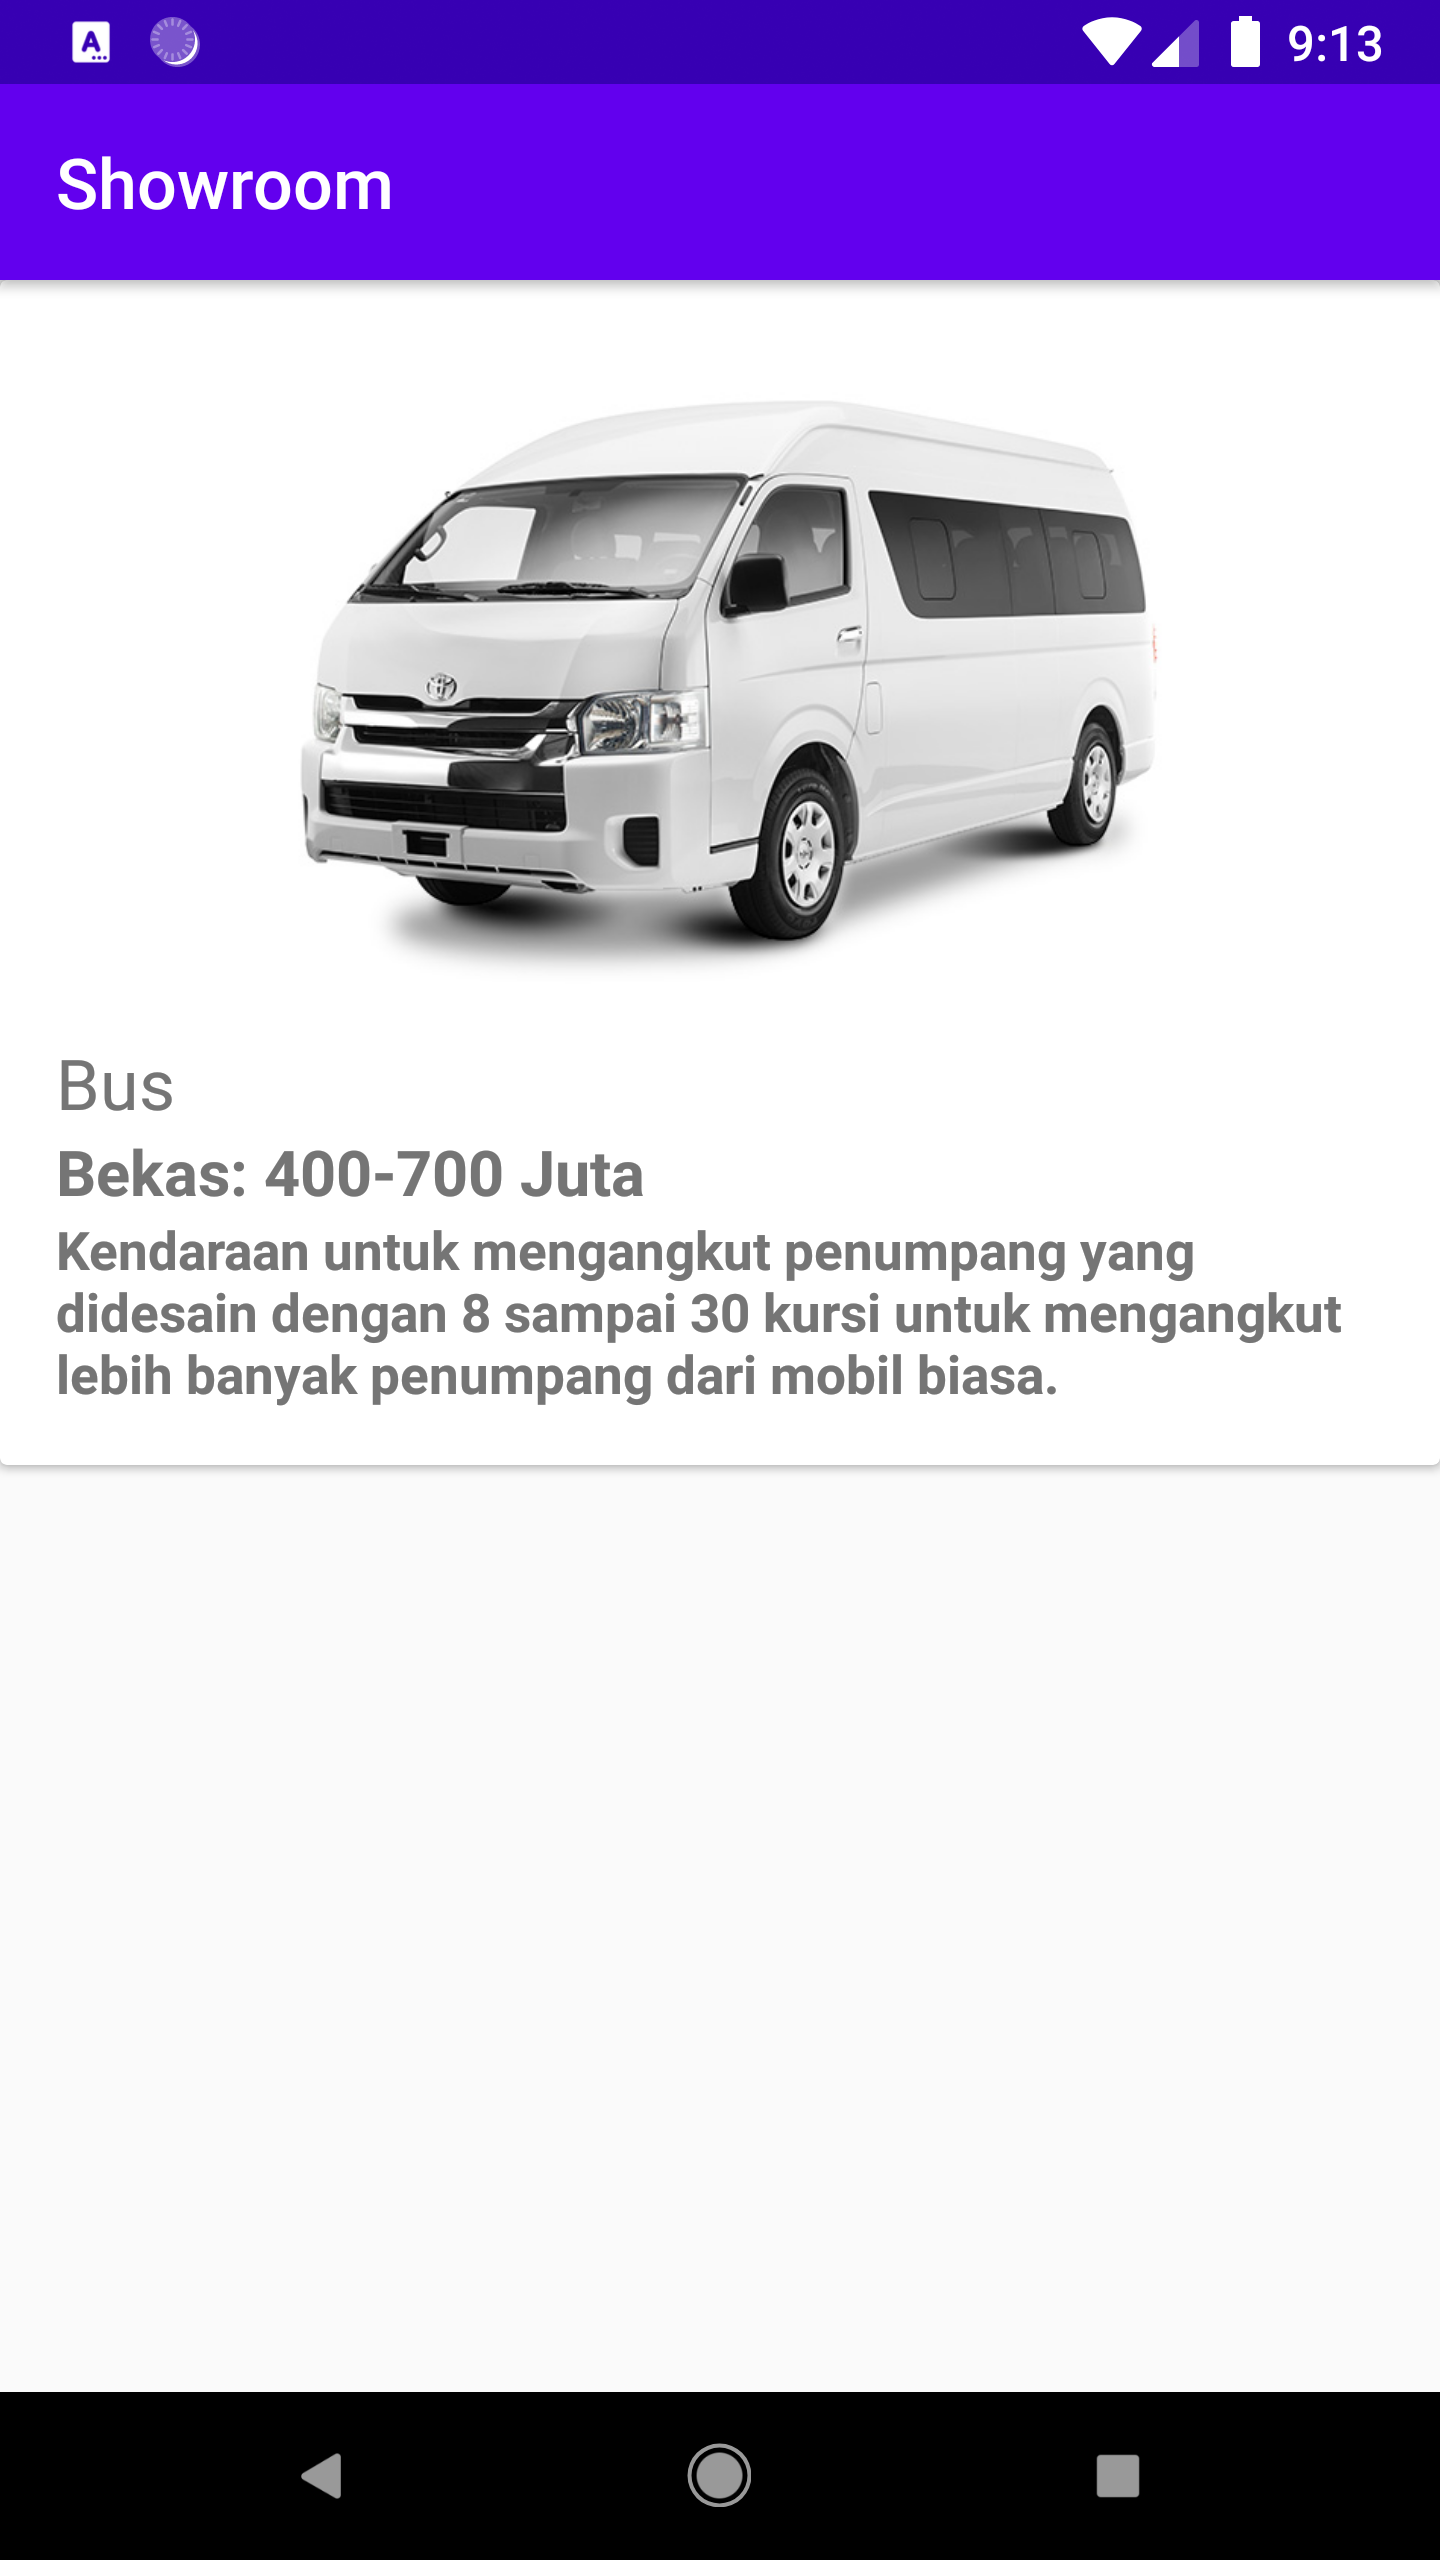 9:13
Showroom
Bus
Bekas: 400-700 Juta
Kendaraan untuk mengangkut penumpang yang
didesain dengan 8 sampai 30 kursi untuk mengangkut
lebih banyak penumpang dari mobil biasa.